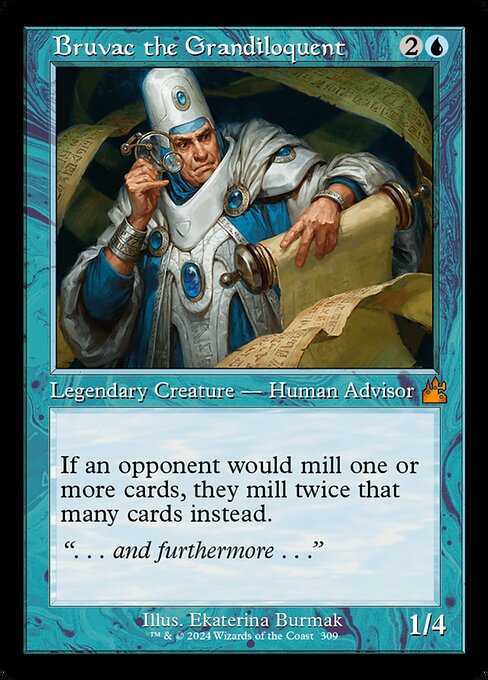 Bruvac the Grandiloquent 2
Legendary Creature — Human Advisor
If an opponent would mill one or
more cards, they mill twice that
many cards instead.
“. . . and furthermore . . .”
Illus. Ekaterina Burmak
™ & © 2024 Wizards of the Coast 309
1/4